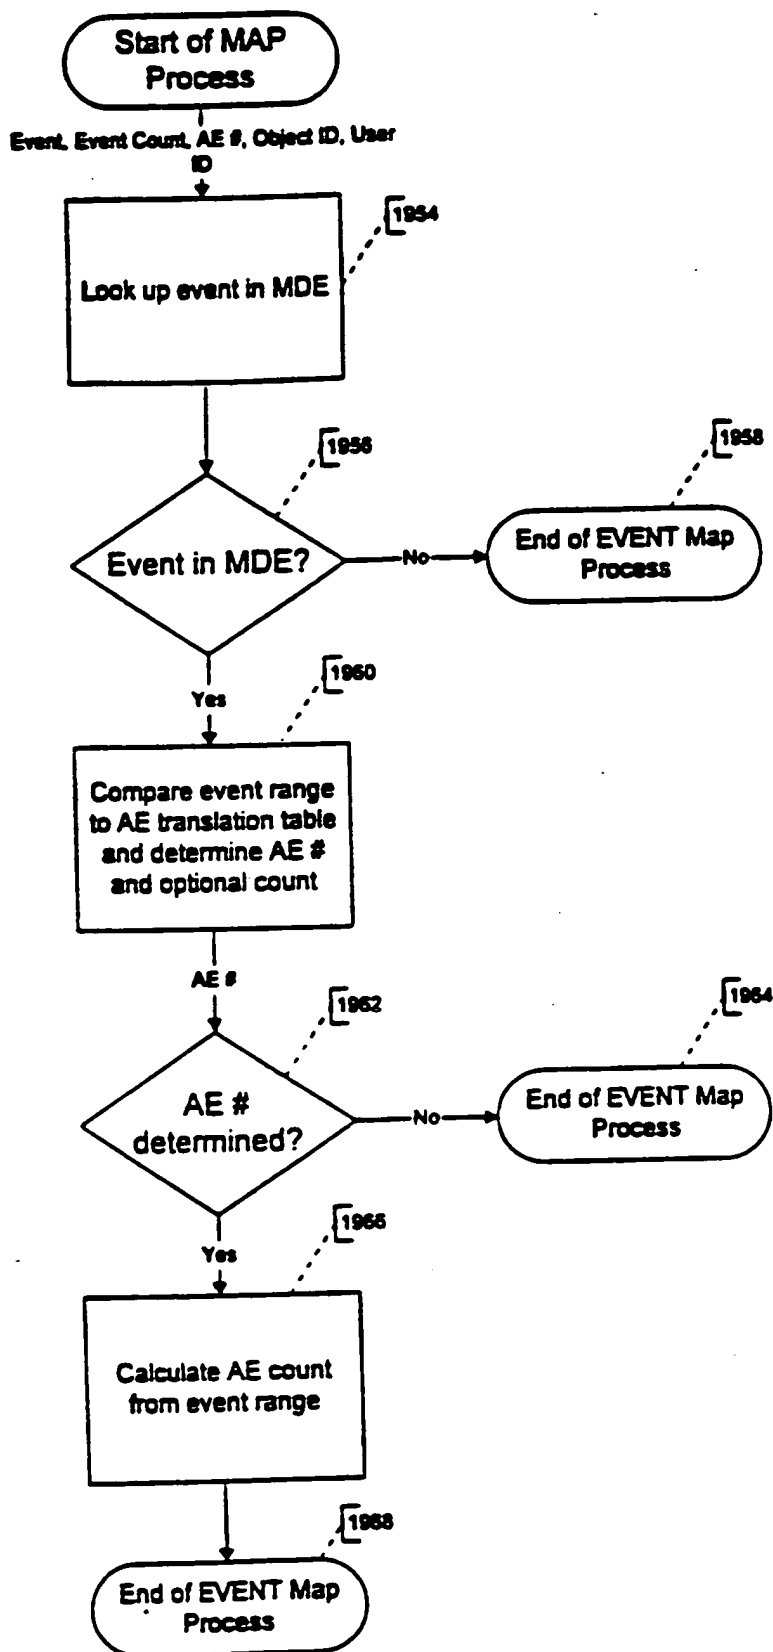 Start of MAP
Process
Event, Event Count, AE #, Object ID, User
ID
1954
Look up event in MDE
1956
1958
Event in MDE?
No
End of EVENT Map
Process
Yes
1960
Compare event range
to AE translation table
and determine AE #
and optional count
AE #
1962
1964
AE #
determined?
No
End of EVENT Map
Process
Yes
1966
Calculate AE count
from event range
1968
End of EVENT Map
Process